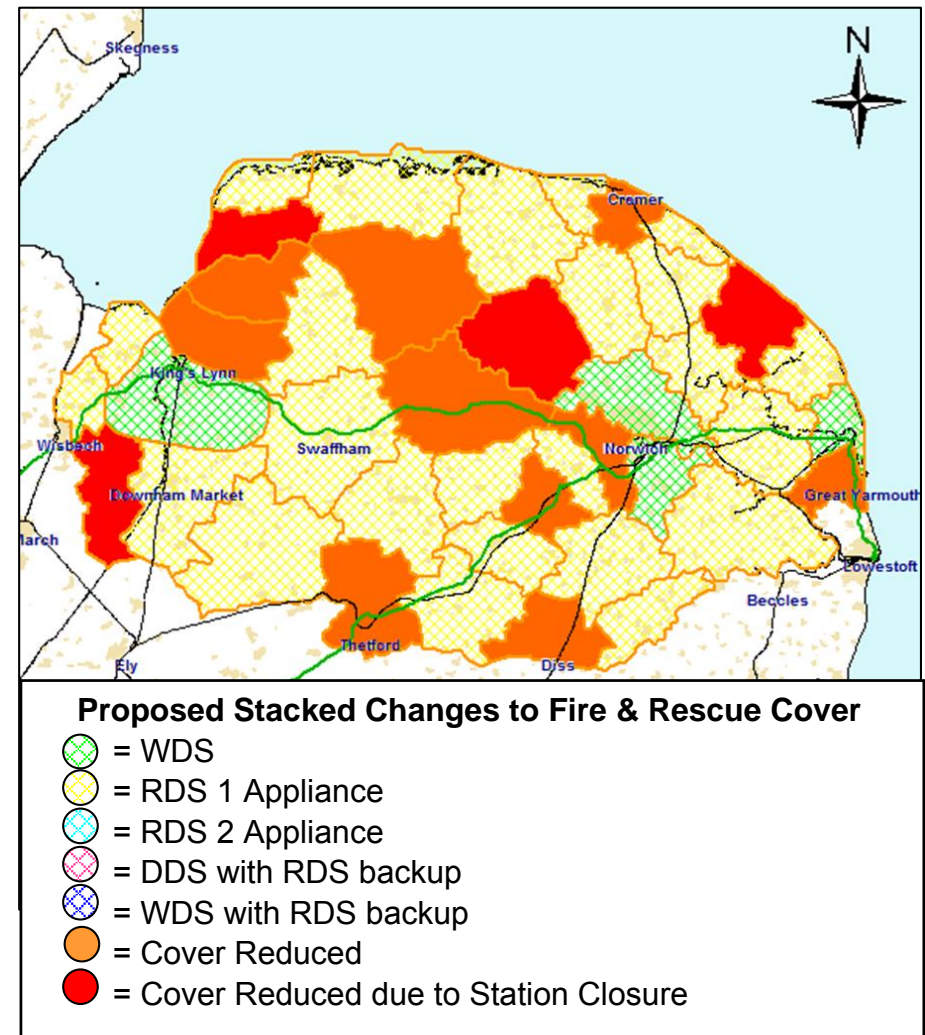 Skegness
N
Cromer
King's Lynn
Wisbech
Swaffham
Norwich
Downham Market
Great Yarmouth
March
Lowestoft
Beccles
Thetford
Ely
Diss
Proposed Stacked Changes to Fire & Rescue Cover
= WDS
= RDS 1 Appliance
= RDS 2 Appliance
= DDS with RDS backup
= WDS with RDS backup
= Cover Reduced
= Cover Reduced due to Station Closure